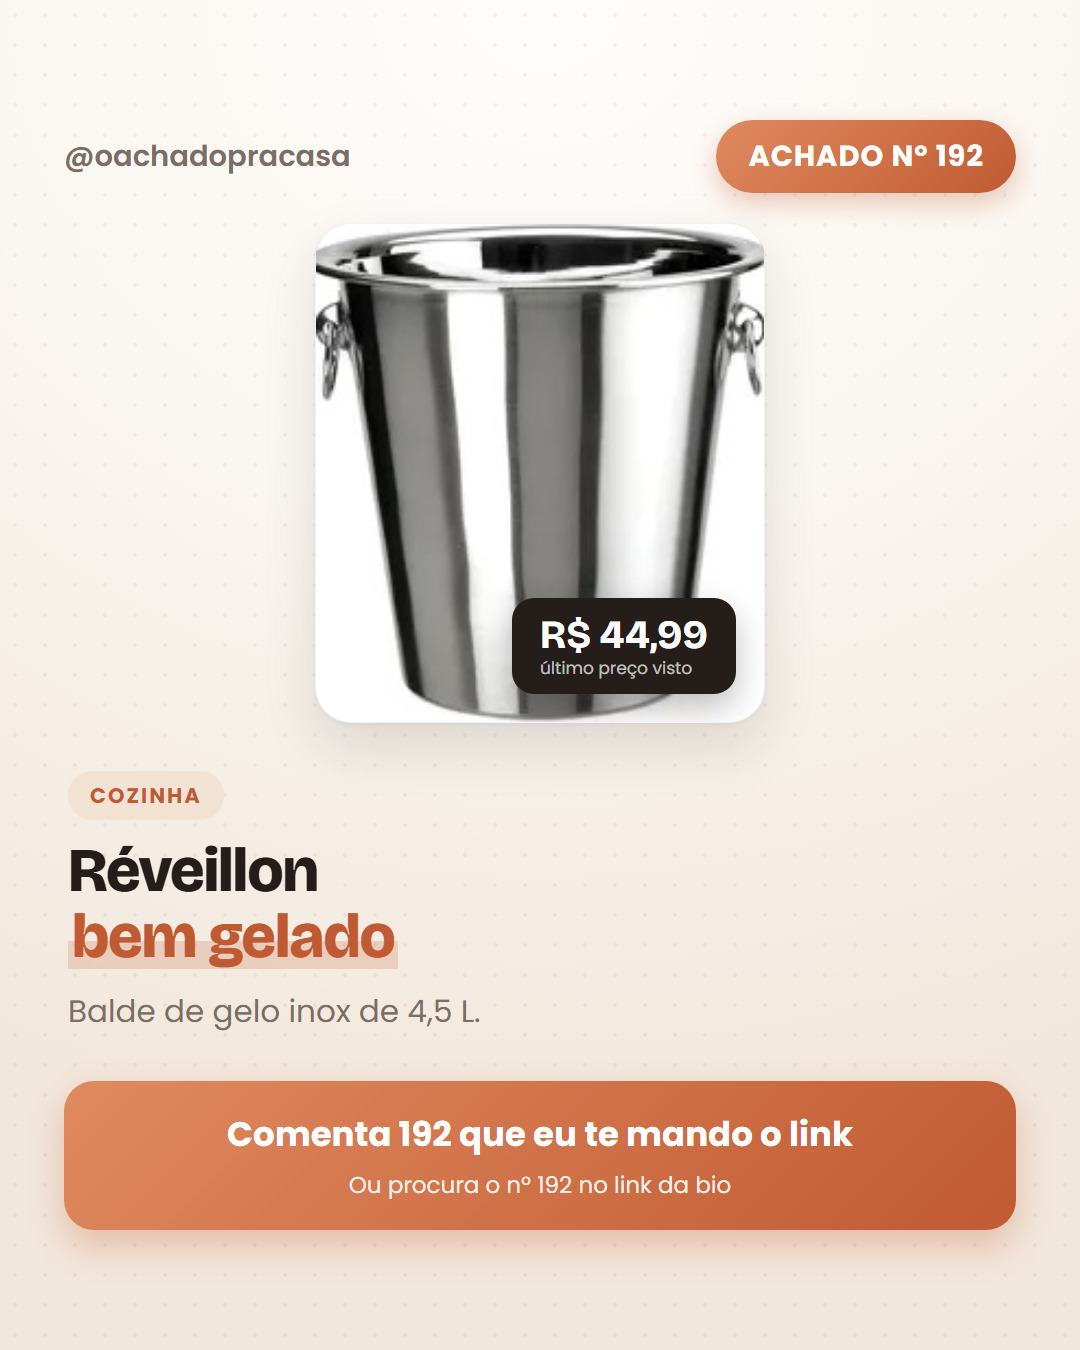 @oachadopracasa
ACHADO Nº 192
R$ 44,99
último preço visto
COZINHA
Réveillon
bem gelado
Balde de gelo inox de 4,5 L.
Comenta 192 que eu te mando o link
Ou procura o nº 192 no link da bio